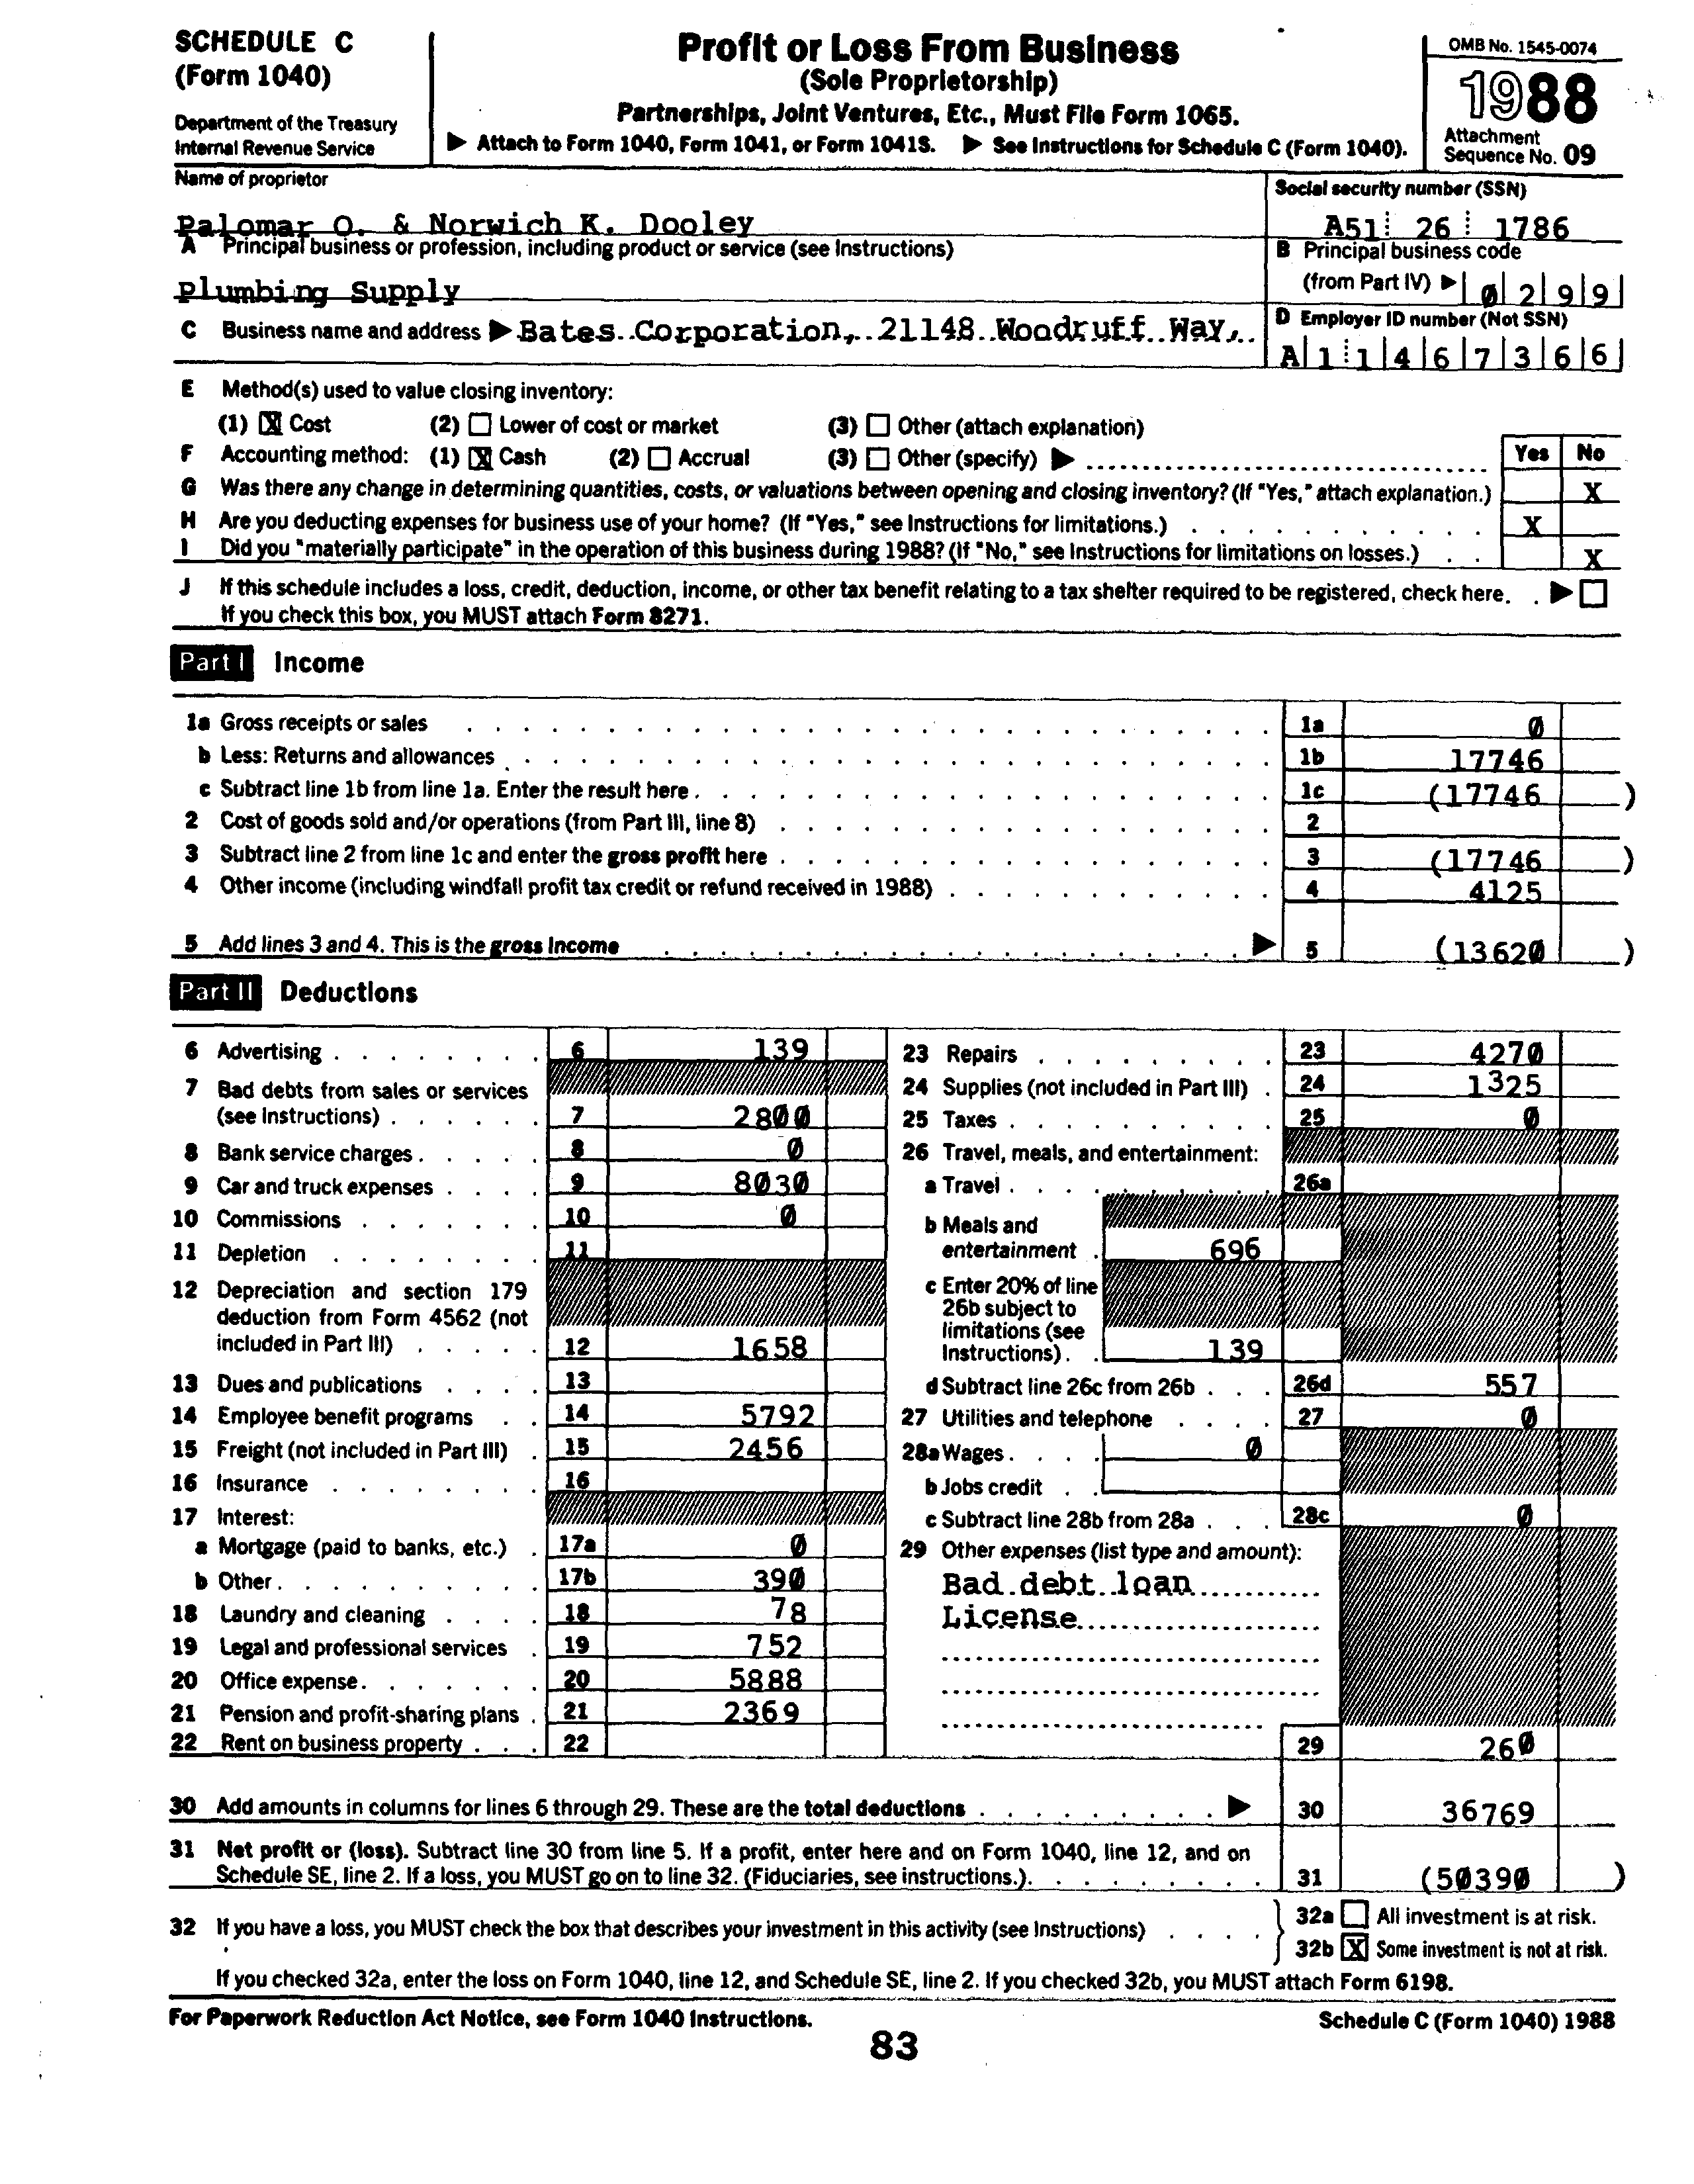 SCHEDULE C
(Form 1040)
Department of the Treasury
Internal Revenue Service
Profit or Loss From Business
(Sole Proprietorship)
Partnerships, Joint Ventures, Etc., Must File Form 1065.
▶ Attach to Form 1040, Form 1041, or Form 1041S. ▶ See Instructions for Schedule C (Form 1040).
OMB No. 1545-0074
1988
Attachment
Sequence No. 09
Name of proprietor
Palomar O. & Norwich K. Dooley
Social security number (SSN)
A51 26 1786
A Principal business or profession, including product or service (see Instructions)
Plumbing Supply
B Principal business code
(from Part IV) ▶ 0 2 9 9
C Business name and address ▶ Bates Corporation, 21148 Woodruff Way,
D Employer ID number (Not SSN)
A 1 1 4 6 7 3 6 6
E Method(s) used to value closing inventory:
(1) [X] Cost (2) [ ] Lower of cost or market (3) [ ] Other (attach explanation)
F Accounting method: (1) [X] Cash (2) [ ] Accrual (3) [ ] Other (specify) ▶
Yes No
G Was there any change in determining quantities, costs, or valuations between opening and closing inventory? (If "Yes," attach explanation.) X
H Are you deducting expenses for business use of your home? (If "Yes," see Instructions for limitations.) X
I Did you "materially participate" in the operation of this business during 1988? (If "No," see Instructions for limitations on losses.) X
J If this schedule includes a loss, credit, deduction, income, or other tax benefit relating to a tax shelter required to be registered, check here. ▶ [ ]
If you check this box, you MUST attach Form 8271.
Part I Income
1a Gross receipts or sales 1a 0
b Less: Returns and allowances 1b 17746
c Subtract line 1b from line 1a. Enter the result here 1c (17746 )
2 Cost of goods sold and/or operations (from Part III, line 8) 2
3 Subtract line 2 from line 1c and enter the gross profit here 3 (17746 )
4 Other income (including windfall profit tax credit or refund received in 1988) 4 4125
5 Add lines 3 and 4. This is the gross income ▶ 5 (13620 )
Part II Deductions
6 Advertising 6 139
7 Bad debts from sales or services
(see Instructions) 7 2800
8 Bank service charges 8 0
9 Car and truck expenses 9 8030
10 Commissions 10 0
11 Depletion 11
12 Depreciation and section 179
deduction from Form 4562 (not
included in Part III) 12 1658
13 Dues and publications 13
14 Employee benefit programs 14 5792
15 Freight (not included in Part III) 15 2456
16 Insurance 16
17 Interest:
a Mortgage (paid to banks, etc.) 17a 0
b Other 17b 390
18 Laundry and cleaning 18 78
19 Legal and professional services 19 752
20 Office expense 20 5888
21 Pension and profit-sharing plans 21 2369
22 Rent on business property 22
23 Repairs 23 4270
24 Supplies (not included in Part III) 24 1325
25 Taxes 25 0
26 Travel, meals, and entertainment:
a Travel 26a
b Meals and
entertainment 696
c Enter 20% of line
26b subject to
limitations (see
Instructions) 139
d Subtract line 26c from 26b 26d 557
27 Utilities and telephone 27 0
28a Wages 0
b Jobs credit
c Subtract line 28b from 28a 28c 0
29 Other expenses (list type and amount):
Bad debt loan
License
29 260
30 Add amounts in columns for lines 6 through 29. These are the total deductions ▶ 30 36769
31 Net profit or (loss). Subtract line 30 from line 5. If a profit, enter here and on Form 1040, line 12, and on
Schedule SE, line 2. If a loss, you MUST go on to line 32. (Fiduciaries, see instructions.) 31 (50390 )
32 If you have a loss, you MUST check the box that describes your investment in this activity (see Instructions)
32a [ ] All investment is at risk.
32b [X] Some investment is not at risk.
If you checked 32a, enter the loss on Form 1040, line 12, and Schedule SE, line 2. If you checked 32b, you MUST attach Form 6198.
For Paperwork Reduction Act Notice, see Form 1040 Instructions.
Schedule C (Form 1040) 1988
83